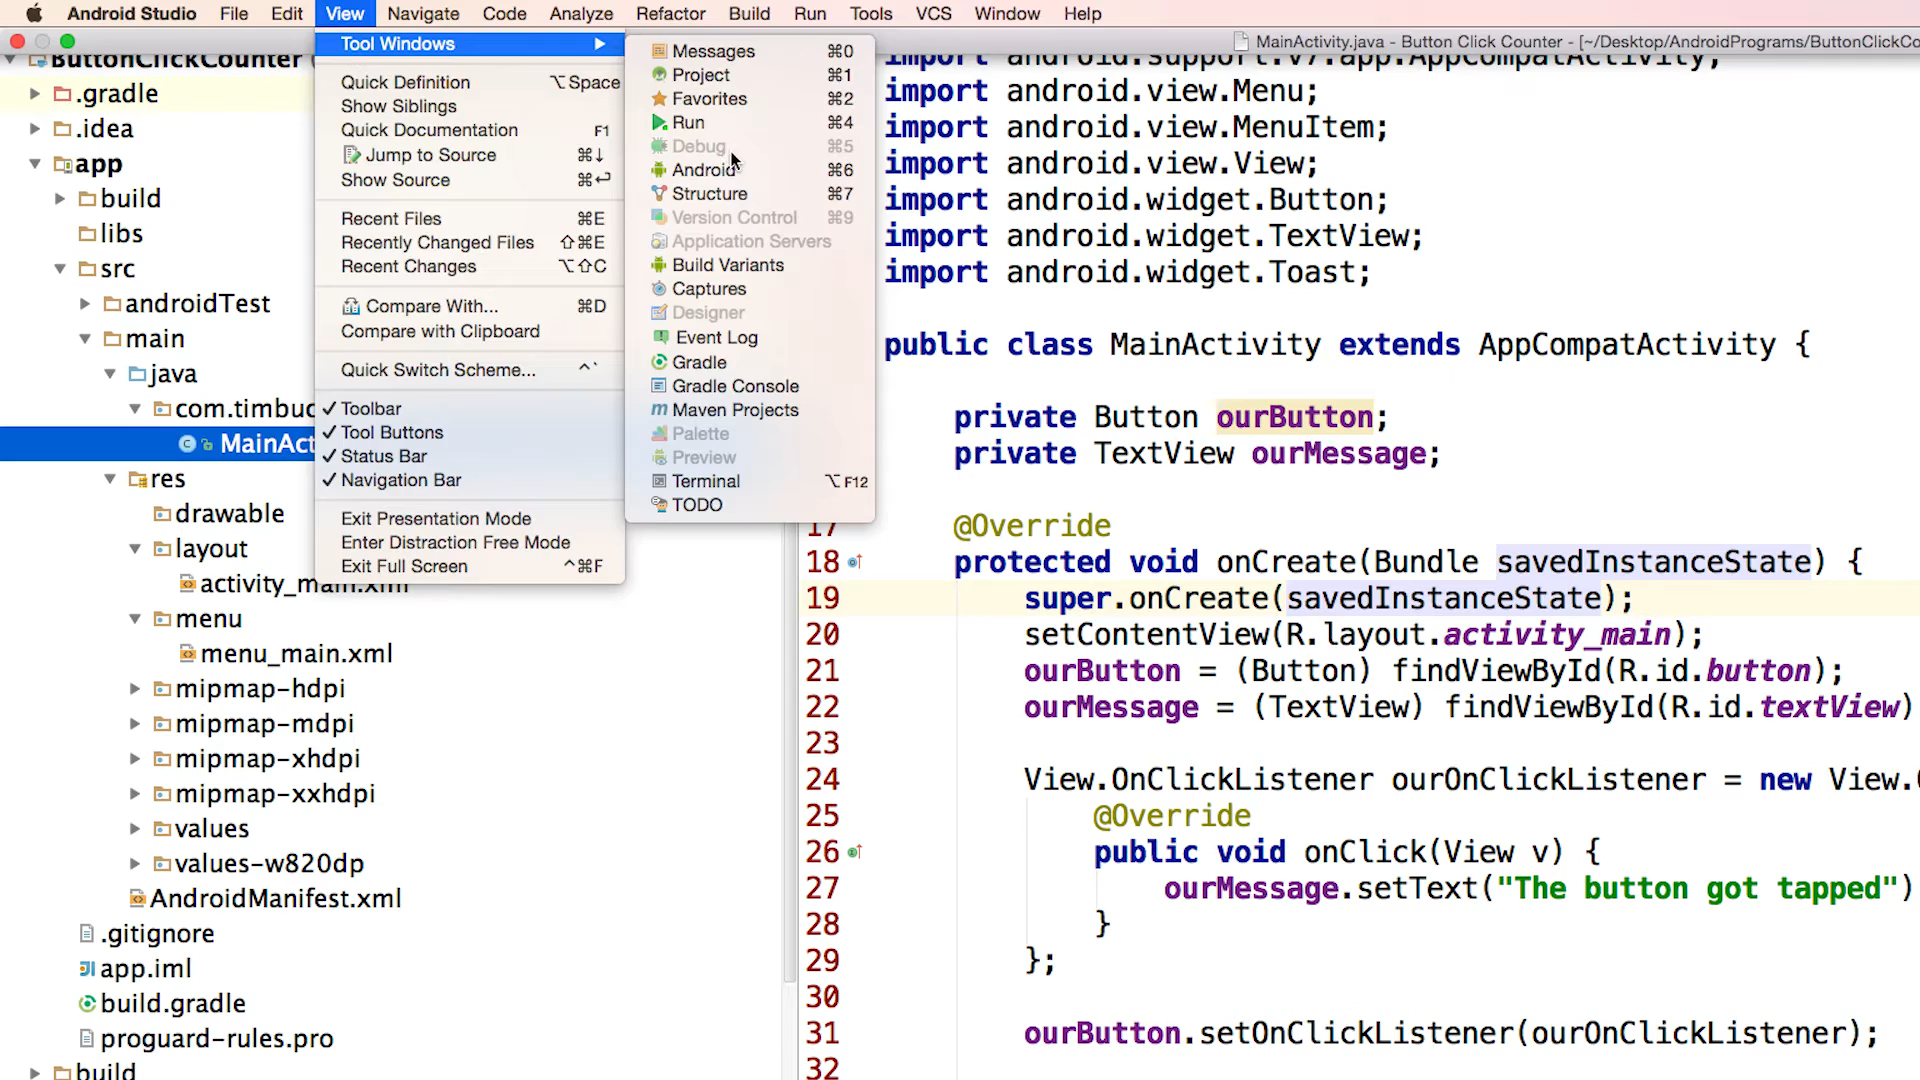 Android Studio File Edit View Navigate Code Analyze Refactor Build Run Tools VCS Window Help
MainActivity.java - Button Click Counter - [~/Desktop/AndroidPrograms/ButtonClickCo
ButtonClickCounter
.gradle
.idea
app
build
libs
src
androidTest
main
java
com.timbuc
MainAct
res
drawable
layout
activity_main.xml
menu
menu_main.xml
mipmap-hdpi
mipmap-mdpi
mipmap-xhdpi
mipmap-xxhdpi
values
values-w820dp
AndroidManifest.xml
.gitignore
app.iml
build.gradle
proguard-rules.pro
build
Tool Windows
Quick Definition ⌥Space
Show Siblings
Quick Documentation F1
Jump to Source ⌘↓
Show Source ⌘↩
Recent Files ⌘E
Recently Changed Files ⇧⌘E
Recent Changes ⌥⇧C
Compare With... ⌘D
Compare with Clipboard
Quick Switch Scheme... ^`
✓ Toolbar
✓ Tool Buttons
✓ Status Bar
✓ Navigation Bar
Exit Presentation Mode
Enter Distraction Free Mode
Exit Full Screen ^⌘F
Messages ⌘0
Project ⌘1
Favorites ⌘2
Run ⌘4
Debug ⌘5
Android ⌘6
Structure ⌘7
Version Control ⌘9
Application Servers
Build Variants
Captures
Designer
Event Log
Gradle
Gradle Console
Maven Projects
Palette
Preview
Terminal ⌥F12
TODO
import android.support.v7.app.AppCompatActivity;
import android.view.Menu;
import android.view.MenuItem;
import android.view.View;
import android.widget.Button;
import android.widget.TextView;
import android.widget.Toast;
public class MainActivity extends AppCompatActivity {
private Button ourButton;
private TextView ourMessage;
17 @Override
18 protected void onCreate(Bundle savedInstanceState) {
19 super.onCreate(savedInstanceState);
20 setContentView(R.layout.activity_main);
21 ourButton = (Button) findViewById(R.id.button);
22 ourMessage = (TextView) findViewById(R.id.textView)
23
24 View.OnClickListener ourOnClickListener = new View.
25 @Override
26 public void onClick(View v) {
27 ourMessage.setText("The button got tapped")
28 }
29 };
30
31 ourButton.setOnClickListener(ourOnClickListener);
32